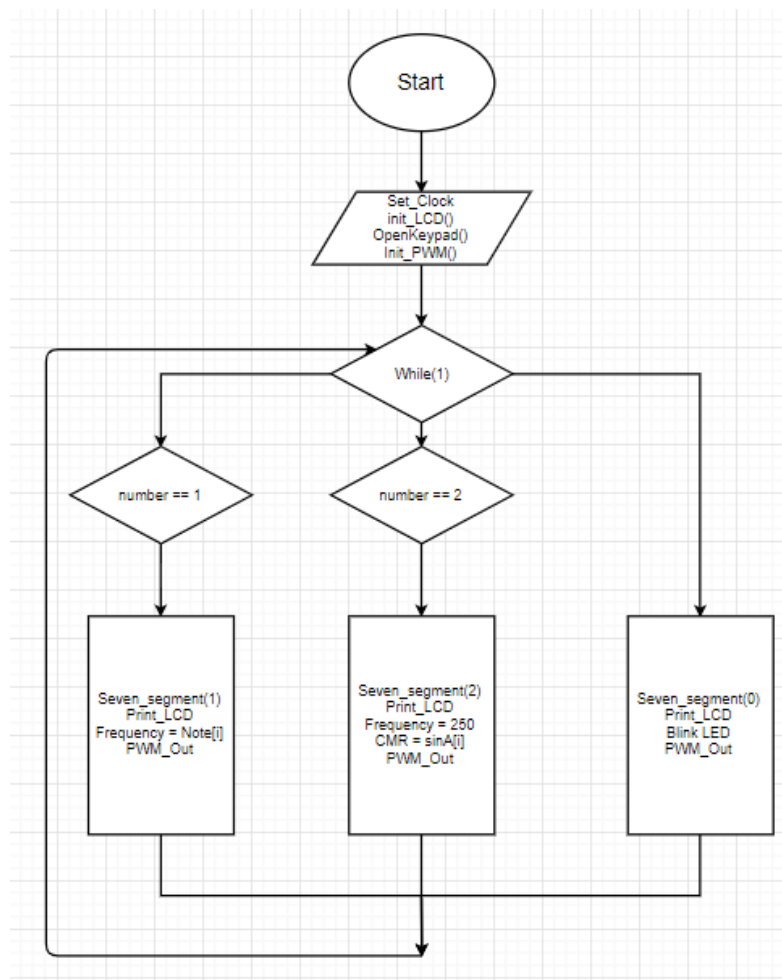 Start
Set_Clock
init_LCD()
OpenKeypad()
Init_PWM()
While(1)
number == 1
number == 2
Seven_segment(1)
Print_LCD
Frequency = Note[i]
PWM_Out
Seven_segment(2)
Print_LCD
Frequency = 250
CMR = sinA[i]
PWM_Out
Seven_segment(0)
Print_LCD
Blink LED
PWM_Out